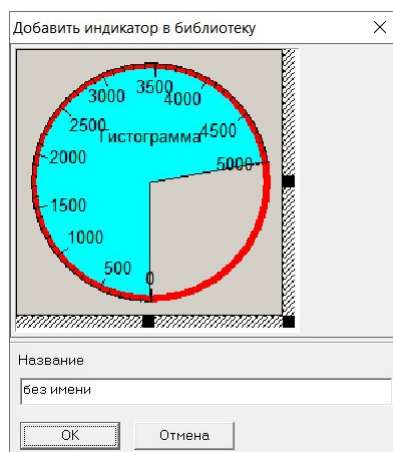 Добавить индикатор в библиотеку
3500
3000
4000
2500
4500
Гистограмма
2000
5000
1500
1000
500
0
Название
без имени
OK
Отмена